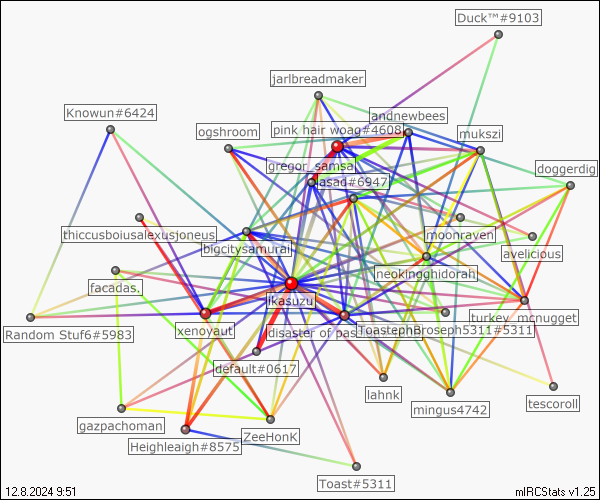 Duck™#9103
jarlbreadmaker
Knowun#6424
andnewbees
ogshroom
pink hair woag#4608
mukszi
gregor_samsa
doggerdig
asad#6947
thiccusboiusalexusjoneus
moonraven
bigcitysamurai
avelicious
neokinghidorah
facadas.
ikasuzu
turkey_mcnugget
Random Stuf6#5983
xenoyaut
disaster of pas
ToastephBroseph5311#5311
default#0617
lahnk
tescoroll
gazpachoman
mingus4742
ZeeHonK
Heighleaigh#8575
Toast#5311
12.8.2024 9:51
mIRCStats v1.25